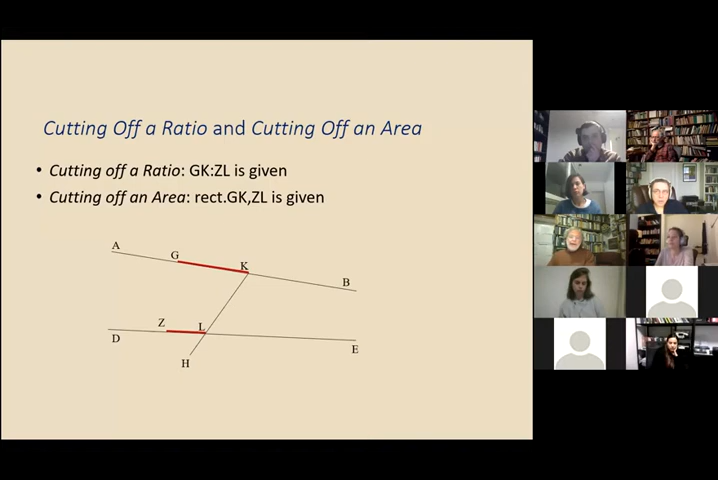 Cutting Off a Ratio and Cutting Off an Area
• Cutting off a Ratio: GK:ZL is given
• Cutting off an Area: rect.GK,ZL is given
A
G
K
B
Z
L
D
E
H